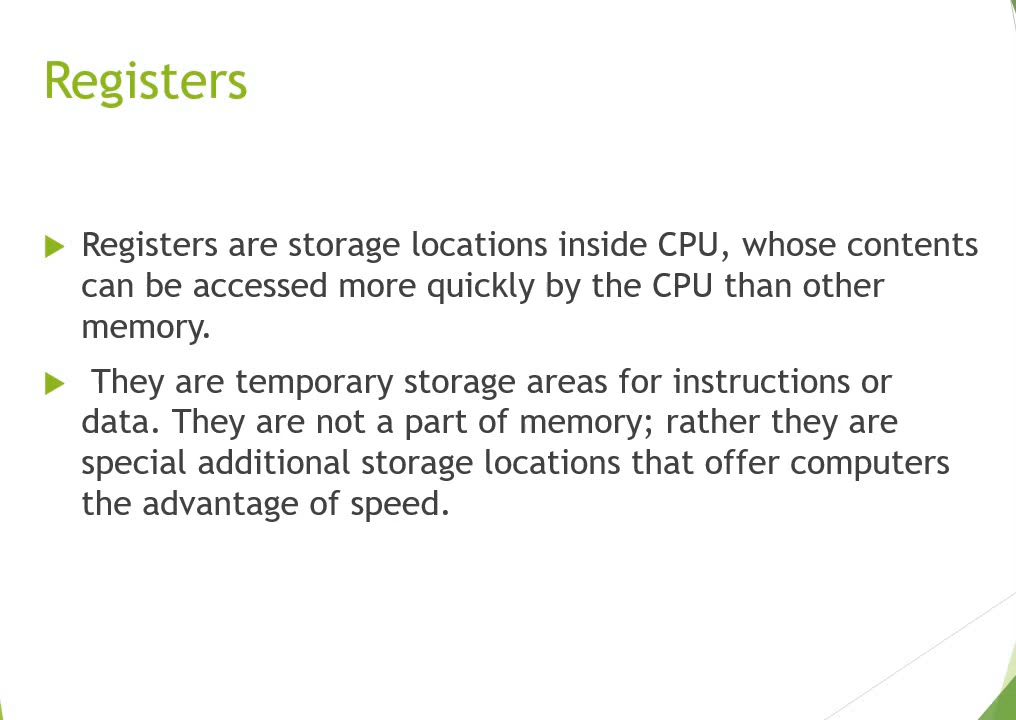 Registers
Registers are storage locations inside CPU, whose contents
can be accessed more quickly by the CPU than other
memory.
They are temporary storage areas for instructions or
data. They are not a part of memory; rather they are
special additional storage locations that offer computers
the advantage of speed.